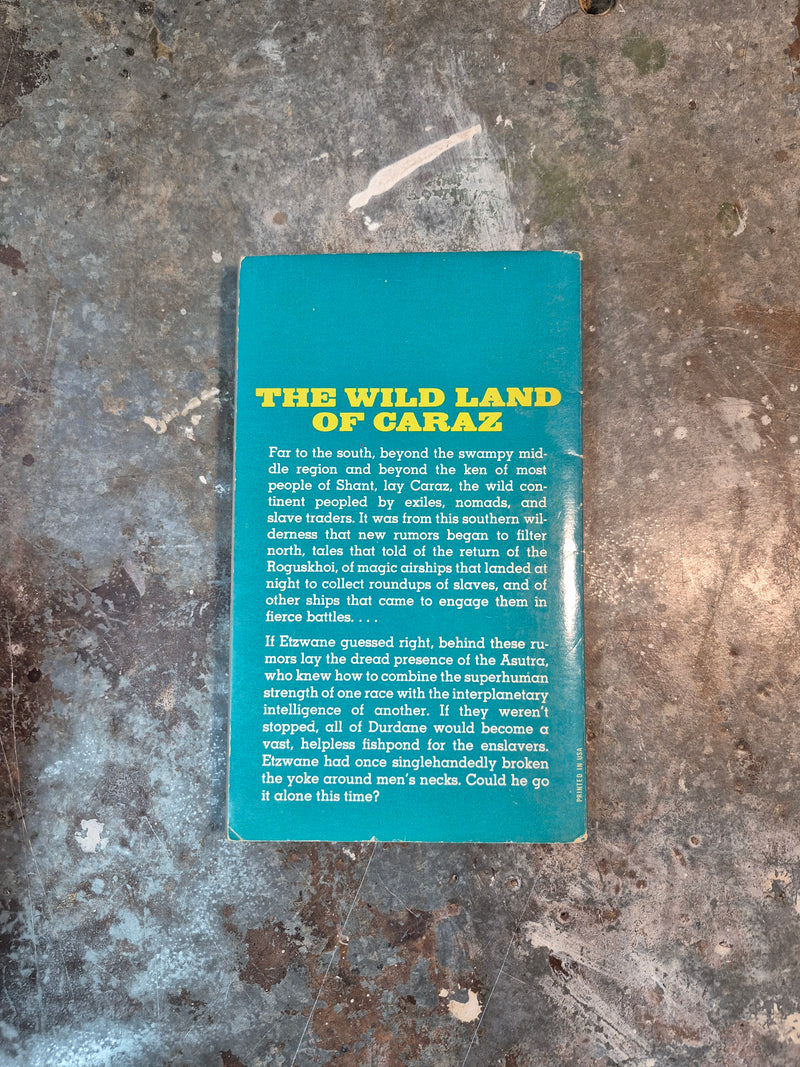 THE WILD LAND
OF CARAZ
Far to the south, beyond the swampy mid-
dle region and beyond the ken of most
people of Shant, lay Caraz, the wild con-
tinent peopled by exiles, nomads, and
slave traders. It was from this southern wil-
derness that new rumors began to filter
north, tales that told of the return of the
Roguskhoi, of magic airships that landed at
night to collect roundups of slaves, and of
other ships that came to engage them in
fierce battles. . . .
If Etzwane guessed right, behind these ru-
mors lay the dread presence of the Asutra,
who knew how to combine the superhuman
strength of one race with the interplanetary
intelligence of another. If they weren't
stopped, all of Durdane would become a
vast, helpless fishpond for the enslavers.
Etzwane had once singlehandedly broken
the yoke around men's necks. Could he go
it alone this time?
PRINTED IN USA